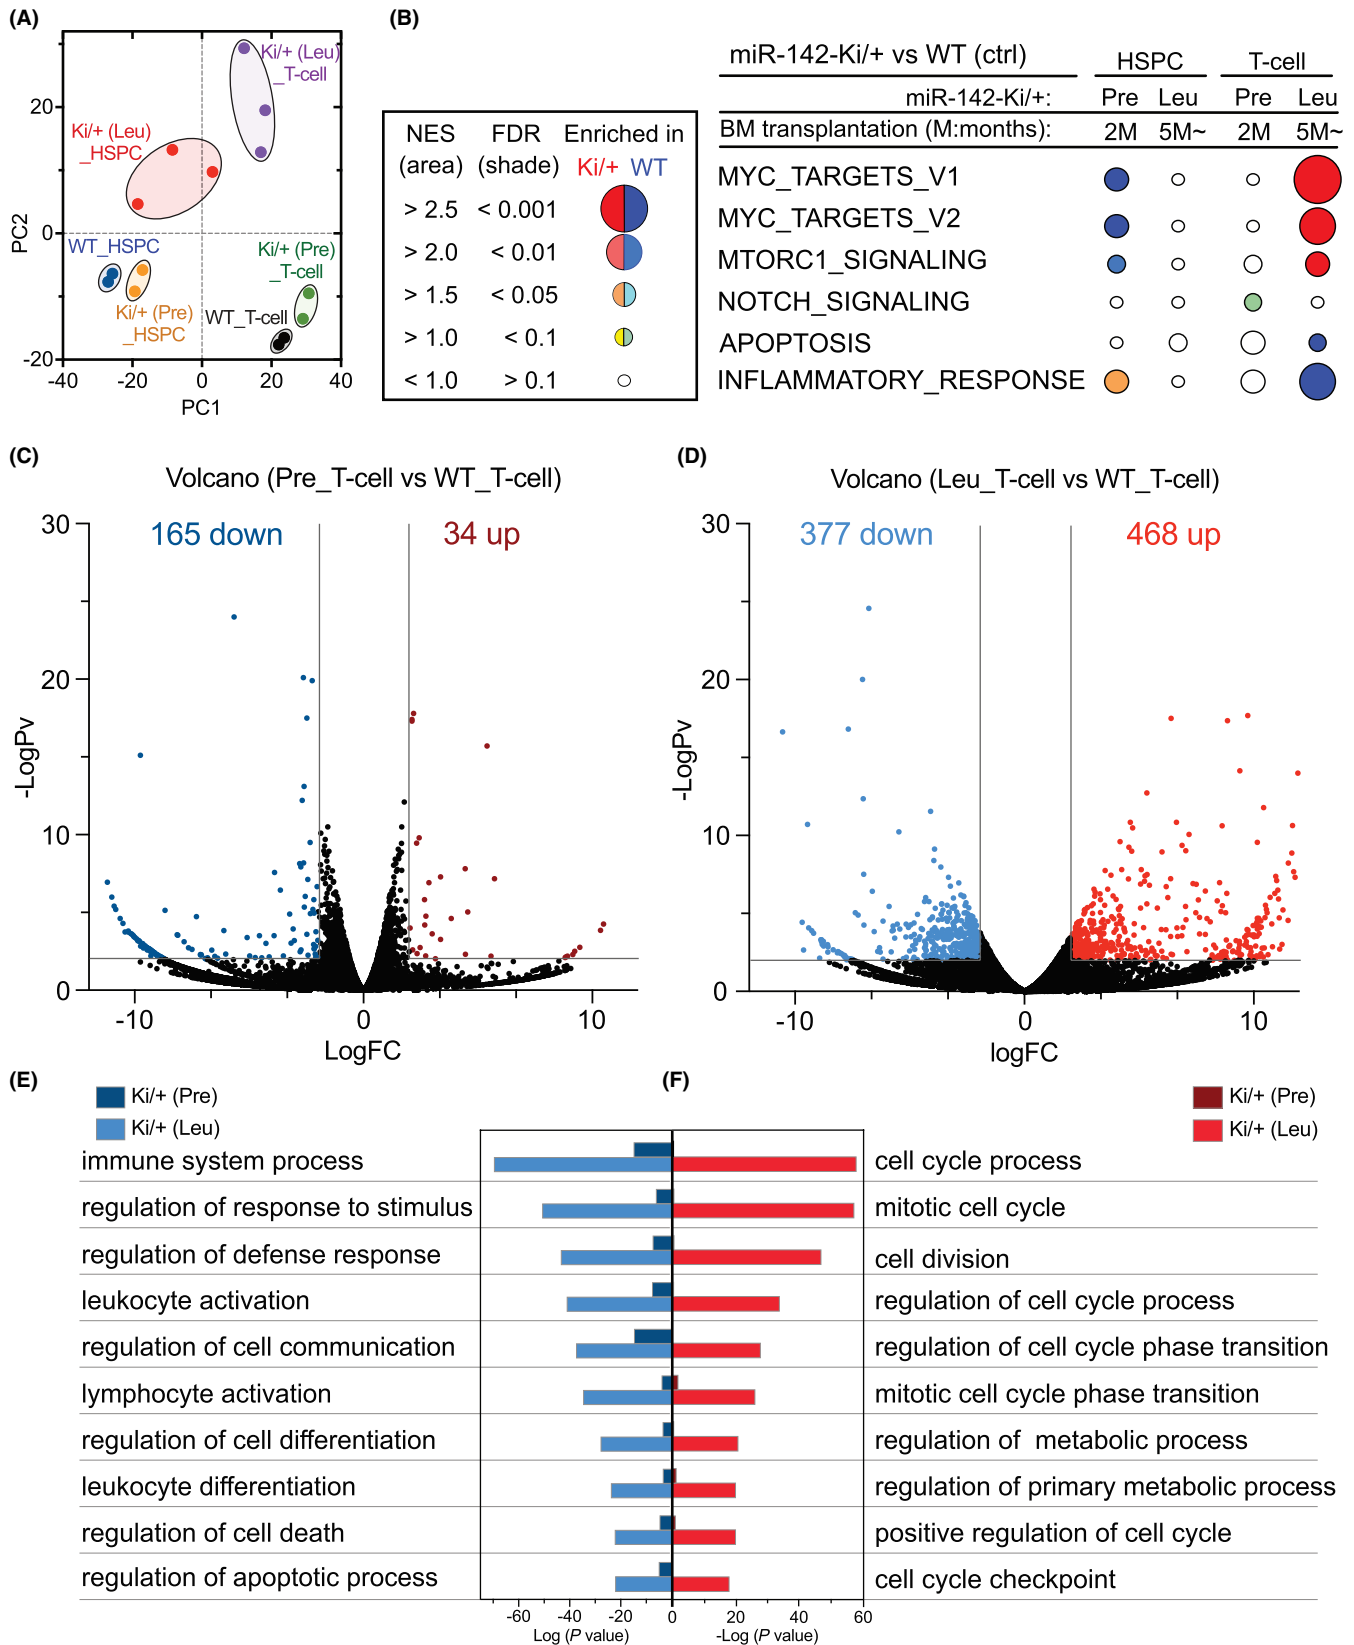 (A)
Ki/+ (Leu)
_T-cell
Ki/+ (Leu)
_HSPC
WT_HSPC
Ki/+ (Pre)
_T-cell
Ki/+ (Pre)
_HSPC
WT_T-cell
PC2
20
0
-20
-40 -20 0 20 40
PC1
(B)
NES FDR Enriched in
(area) (shade) Ki/+ WT
> 2.5 < 0.001
> 2.0 < 0.01
> 1.5 < 0.05
> 1.0 < 0.1
< 1.0 > 0.1
miR-142-Ki/+ vs WT (ctrl) HSPC T-cell
miR-142-Ki/+: Pre Leu Pre Leu
BM transplantation (M:months): 2M 5M~ 2M 5M~
MYC_TARGETS_V1
MYC_TARGETS_V2
MTORC1_SIGNALING
NOTCH_SIGNALING
APOPTOSIS
INFLAMMATORY_RESPONSE
(C)
Volcano (Pre_T-cell vs WT_T-cell)
165 down 34 up
-LogPv
30
20
10
0
-10 0 10
LogFC
(D)
Volcano (Leu_T-cell vs WT_T-cell)
377 down 468 up
-LogPv
30
20
10
0
-10 0 10
logFC
(E)
Ki/+ (Pre)
Ki/+ (Leu)
immune system process
regulation of response to stimulus
regulation of defense response
leukocyte activation
regulation of cell communication
lymphocyte activation
regulation of cell differentiation
leukocyte differentiation
regulation of cell death
regulation of apoptotic process
-60 -40 -20 0
Log (P value)
(F)
Ki/+ (Pre)
Ki/+ (Leu)
cell cycle process
mitotic cell cycle
cell division
regulation of cell cycle process
regulation of cell cycle phase transition
mitotic cell cycle phase transition
regulation of metabolic process
regulation of primary metabolic process
positive regulation of cell cycle
cell cycle checkpoint
20 40 60
-Log (P value)